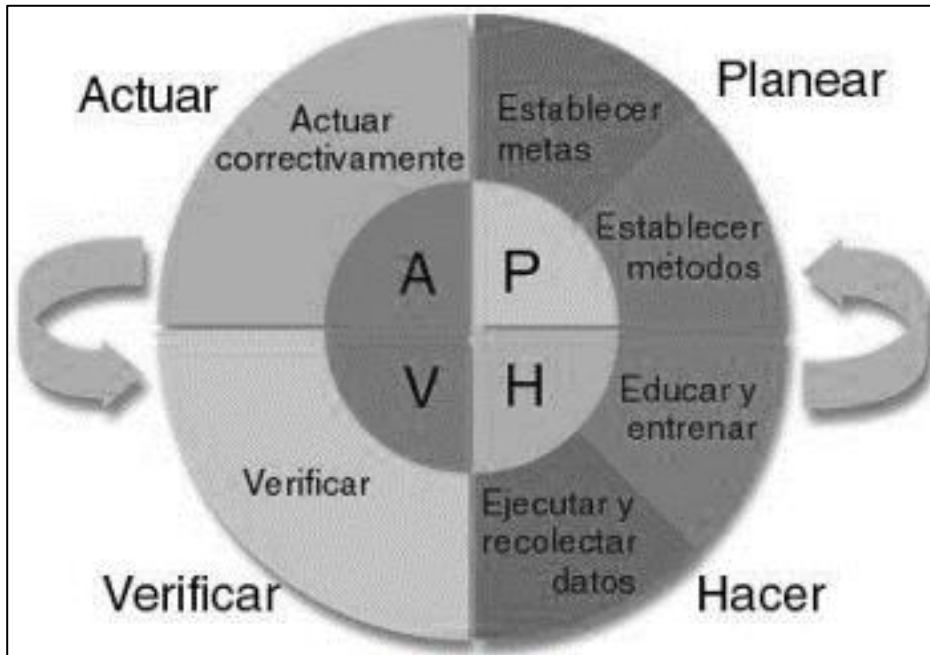 Actuar
Planear
Actuar
correctivamente
Establecer
metas
Establecer
métodos
A
P
V
H
Educar y
entrenar
Verificar
Ejecutar y
recolectar
datos
Verificar
Hacer